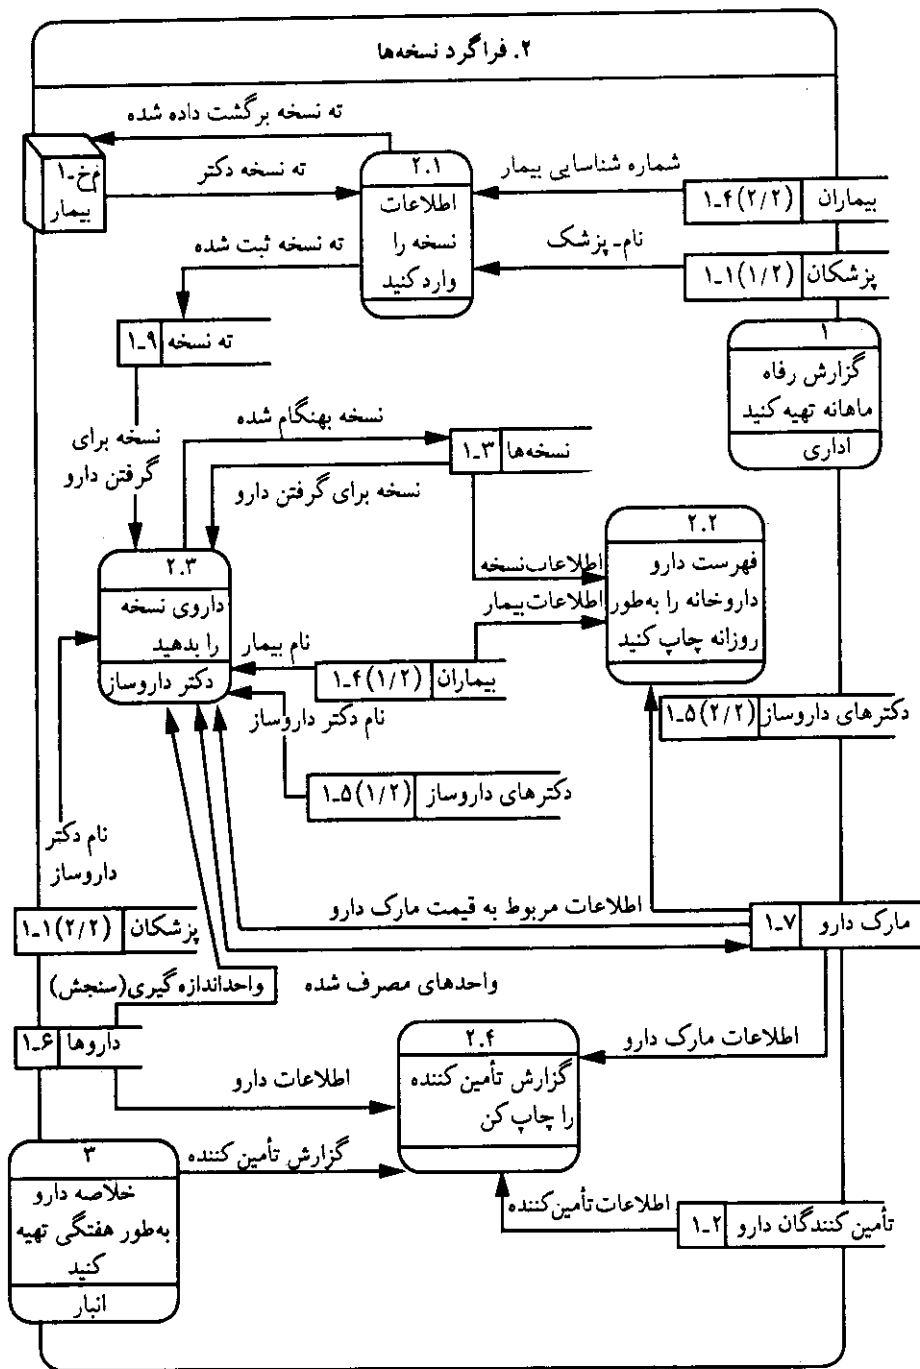 ۲. فراگرد نسخه‌ها
ته نسخه برگشت داده شده
م‌خ-۱
بیمار
ته نسخه دکتر
۲.۱
اطلاعات
نسخه را
وارد کنید
شماره شناسایی بیمار
۱-۴(۲/۲) بیماران
نام-پزشک
۱-۱(۱/۲) پزشکان
ته نسخه ثبت شده
۱-۹ ته نسخه
۱
گزارش رفاه
ماهانه تهیه کنید
اداری
نسخه برای
گرفتن دارو
نسخه بهنگام شده
۱-۳ نسخه‌ها
نسخه برای گرفتن دارو
۲.۲
فهرست دارو
داروخانه را به‌طور
روزانه چاپ کنید
اطلاعات نسخه
اطلاعات بیمار
۲.۳
داروی نسخه
را بدهید
دکتر داروساز
نام بیمار
۱-۴(۱/۲) بیماران
نام دکتر داروساز
۱-۵(۲/۲) دکترهای داروساز
۱-۵(۱/۲) دکترهای داروساز
نام دکتر
داروساز
اطلاعات مربوط به قیمت مارک دارو
۱-۷ مارک دارو
۱-۱(۲/۲) پزشکان
واحدهای مصرف شده
واحداندازه گیری(سنجش)
۱-۶ داروها
۲.۴
گزارش تأمین کننده
را چاپ کن
اطلاعات مارک دارو
اطلاعات دارو
۳
خلاصه دارو
به‌طور هفتگی تهیه
کنید
انبار
گزارش تأمین کننده
اطلاعات تأمین کننده
۱-۲ تأمین کنندگان دارو